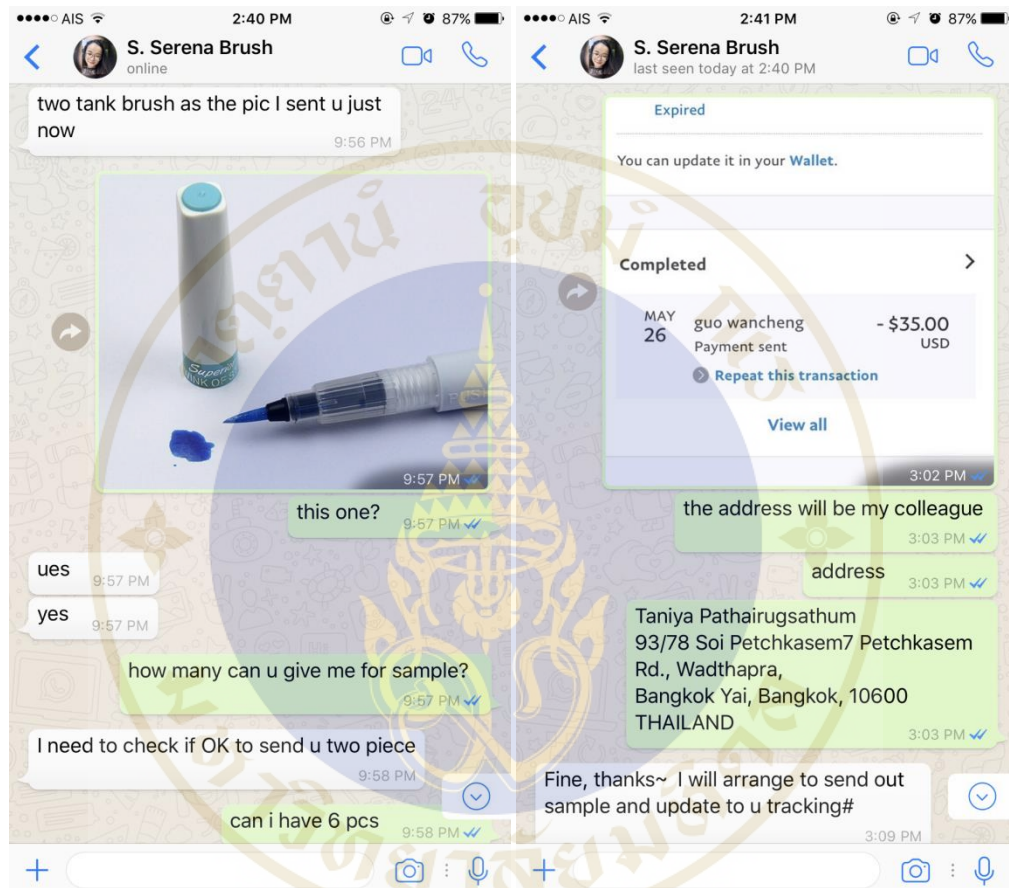 AIS
2:40 PM
87%
S. Serena Brush
online
two tank brush as the pic I sent u just
now
9:56 PM
9:57 PM
this one?
9:57 PM
ues
9:57 PM
yes
9:57 PM
how many can u give me for sample?
9:57 PM
I need to check if OK to send u two piece
9:58 PM
can i have 6 pcs
9:58 PM
AIS
2:41 PM
87%
S. Serena Brush
last seen today at 2:40 PM
Expired
You can update it in your Wallet.
Completed
MAY
26
guo wancheng
Payment sent
- $35.00
USD
Repeat this transaction
View all
3:02 PM
the address will be my colleague
3:03 PM
address
3:03 PM
Taniya Pathairugsathum
93/78 Soi Petchkasem7 Petchkasem
Rd., Wadthapra,
Bangkok Yai, Bangkok, 10600
THAILAND
3:03 PM
Fine, thanks~ I will arrange to send out
sample and update to u tracking#
3:09 PM